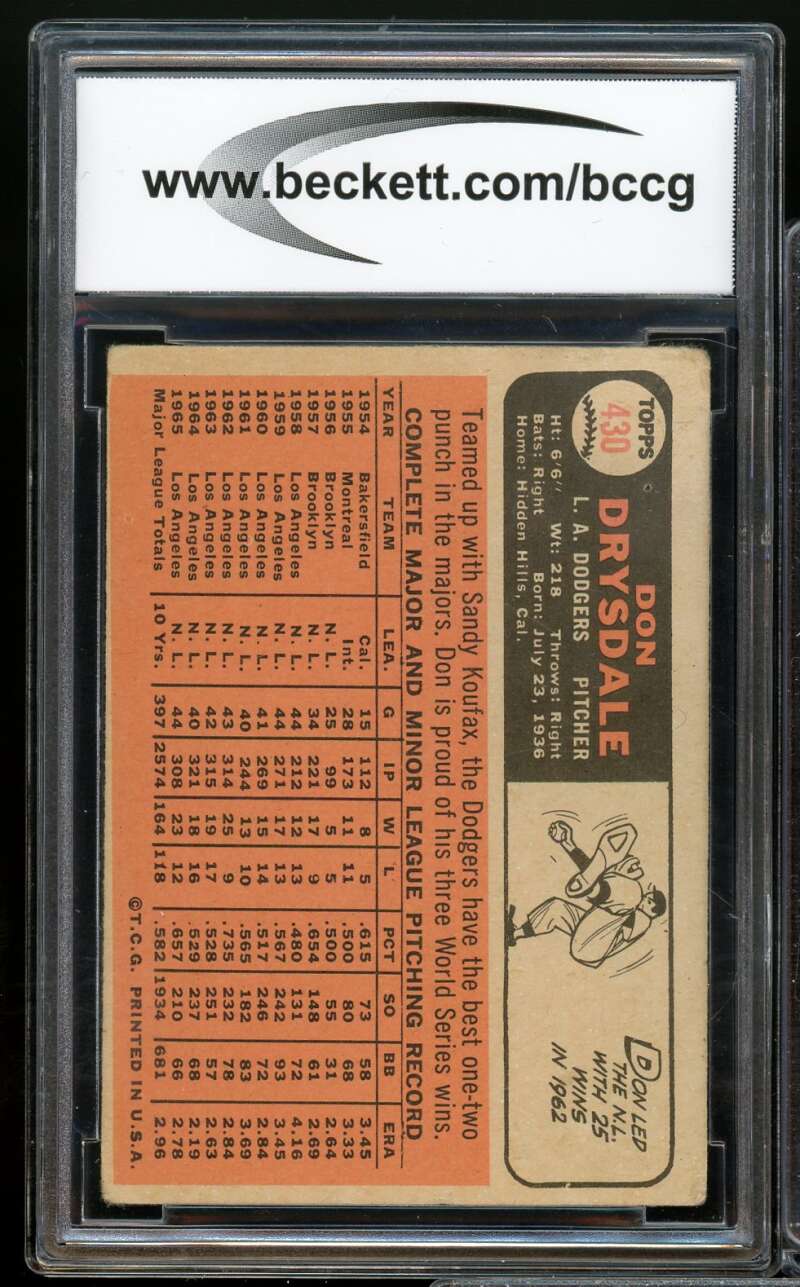 www.beckett.com/bccg
TOPPS
430
DON
DRYSDALE
L. A. DODGERS PITCHER
Ht: 6'6'' Wt: 218 Throws: Right
Bats: Right Born: July 23, 1936
Home: Hidden Hills, Cal.
DON LED
THE N.L.
WITH 25
WINS
IN 1962
Teamed up with Sandy Koufax, the Dodgers have the best one-two
punch in the majors. Don is proud of his three World Series wins.
COMPLETE MAJOR AND MINOR LEAGUE PITCHING RECORD
YEAR TEAM LEA. G IP W L PCT SO BB ERA
1954 Bakersfield Cal. 15 112 8 5 .615 73 58 3.45
1955 Montreal Int. 28 173 11 11 .500 80 68 3.33
1956 Brooklyn N. L. 25 99 5 5 .500 55 31 2.64
1957 Brooklyn N. L. 34 221 17 9 .654 148 61 2.69
1958 Los Angeles N. L. 44 212 12 13 .480 131 72 4.16
1959 Los Angeles N. L. 44 271 17 13 .567 242 93 3.45
1960 Los Angeles N. L. 41 269 15 14 .517 246 72 2.84
1961 Los Angeles N. L. 40 244 13 10 .565 182 83 3.69
1962 Los Angeles N. L. 43 314 25 9 .735 232 78 2.84
1963 Los Angeles N. L. 42 315 19 17 .528 251 57 2.63
1964 Los Angeles N. L. 40 321 18 16 .529 237 68 2.19
1965 Los Angeles N. L. 44 308 23 12 .657 210 66 2.78
Major League Totals 10 Yrs. 397 2574 164 118 .582 1934 681 2.96
©T.C.G. PRINTED IN U.S.A.